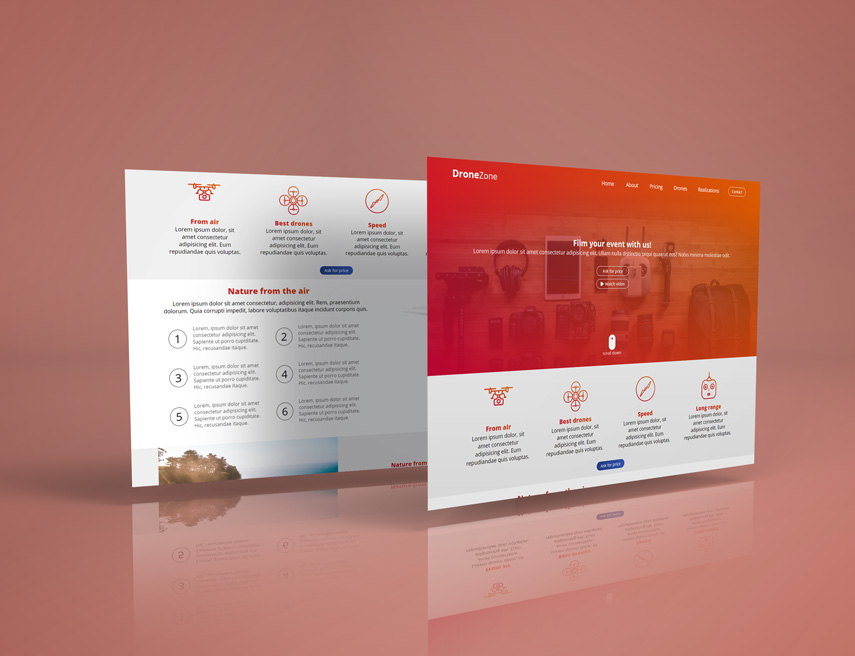 From air
Lorem ipsum dolor, sit
amet consectetur
adipisicing elit. Eum
repudiandae quis voluptas.
Best drones
Lorem ipsum dolor, sit
amet consectetur
adipisicing elit. Eum
repudiandae quis voluptas.
Speed
Lorem ipsum dolor, sit
amet consectetur
adipisicing elit. Eum
repudiandae quis voluptas.
Ask for price
Nature from the air
Lorem ipsum dolor sit amet consectetur, adipisicing elit. Rem, praesentium
dolorum. Quia corrupti impedit, labore voluptatibus itaque incidunt corporis quis.
1
Lorem, ipsum dolor sit amet
consectetur adipisicing elit.
Sapiente ut porro cupiditate.
Hic, recusandae itaque.
2
Lorem, ipsum dolor sit amet
consectetur adipisicing elit.
Sapiente ut porro cupiditate.
Hic, recusandae itaque.
3
Lorem, ipsum dolor sit amet
consectetur adipisicing elit.
Sapiente ut porro cupiditate.
Hic, recusandae itaque.
4
Lorem, ipsum dolor sit amet
consectetur adipisicing elit.
Sapiente ut porro cupiditate.
Hic, recusandae itaque.
5
Lorem, ipsum dolor sit amet
consectetur adipisicing elit.
Sapiente ut porro cupiditate.
Hic, recusandae itaque.
6
Lorem, ipsum dolor sit amet
consectetur adipisicing elit.
Sapiente ut porro cupiditate.
Hic, recusandae itaque.
Nature from
DroneZone
Home About Pricing Drones Realizations Contact
Film your event with us!
Lorem ipsum dolor sit amet consectetur adipisicing elit. Ullam nulla distinctio sequi quaerat est? Nobis minima molestiae odit.
Ask for price
Watch video
scroll down
From air
Lorem ipsum dolor, sit
amet consectetur
adipisicing elit. Eum
repudiandae quis voluptas.
Best drones
Lorem ipsum dolor, sit
amet consectetur
adipisicing elit. Eum
repudiandae quis voluptas.
Speed
Lorem ipsum dolor, sit
amet consectetur
adipisicing elit. Eum
repudiandae quis voluptas.
Long range
Lorem ipsum dolor, sit
amet consectetur
adipisicing elit. Eum
repudiandae quis voluptas.
Ask for price